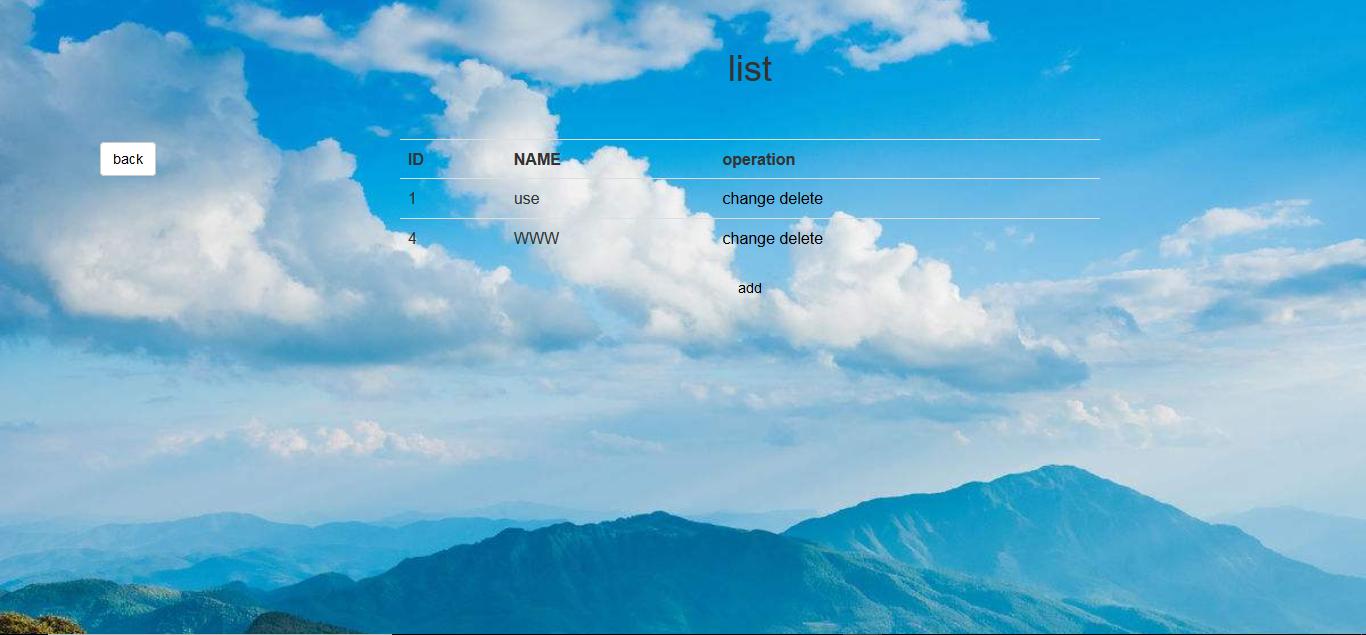 list
back
ID NAME operation
1 use change delete
4 WWW change delete
add